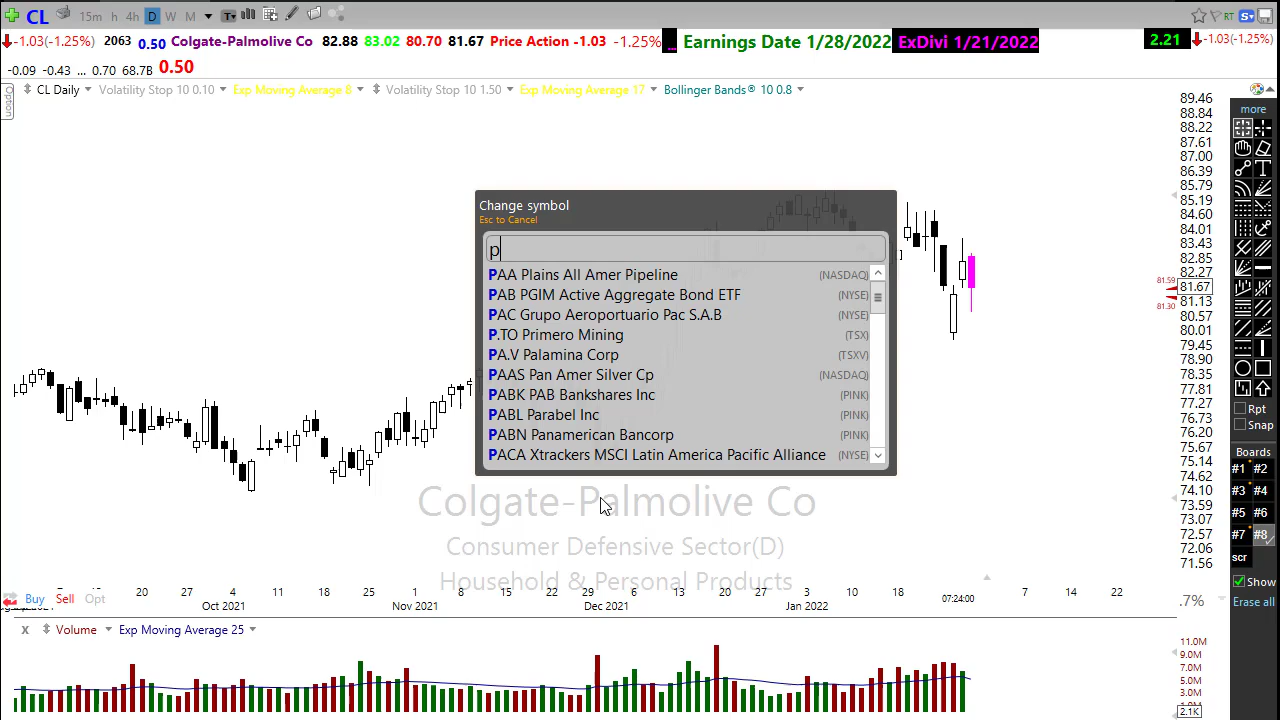 CL 15m h 4h D W M T
RT S
-1.03(-1.25%) 2063 0.50 Colgate-Palmolive Co 82.88 83.02 80.70 81.67 Price Action -1.03 -1.25% ... Earnings Date 1/28/2022 ExDivi 1/21/2022 2.21 -1.03(-1.25%)
-0.09 -0.43 ... 0.70 68.7B 0.50
Option
CL Daily Volatility Stop 10 0.10 Exp Moving Average 8 Volatility Stop 10 1.50 Exp Moving Average 17 Bollinger Bands® 10 0.8
Change symbol
Esc to Cancel
p
PAA Plains All Amer Pipeline (NASDAQ)
PAB PGIM Active Aggregate Bond ETF (NYSE)
PAC Grupo Aeroportuario Pac S.A.B (NYSE)
P.TO Primero Mining (TSX)
PA.V Palamina Corp (TSXV)
PAAS Pan Amer Silver Cp (NASDAQ)
PABK PAB Bankshares Inc (PINK)
PABL Parabel Inc (PINK)
PABN Panamerican Bancorp (PINK)
PACA Xtrackers MSCI Latin America Pacific Alliance (NYSE)
Colgate-Palmolive Co
Consumer Defensive Sector(D)
Household & Personal Products
89.46
88.84
88.22
87.61
87.00
86.39
85.79
85.19
84.60
84.01
83.43
82.85
82.27
81.59
81.67
81.13
81.30
80.57
80.01
79.45
78.90
78.35
77.81
77.27
76.73
76.20
75.67
75.14
74.62
74.10
73.59
73.07
72.57
72.06
71.56
more
Rpt
Snap
Boards
#1 #2
#3 #4
#5 #6
#7 #8
scr
Show
Erase all
Buy Sell Opt
20 27 4 11 18 25 1 8 15 22 29 6 13 20 27 3 10 18 07:24:00 7 14 22
Oct 2021 Nov 2021 Dec 2021 Jan 2022
.7%
x Volume Exp Moving Average 25
11.0M
9.0M
7.0M
5.0M
3.0M
2.1K